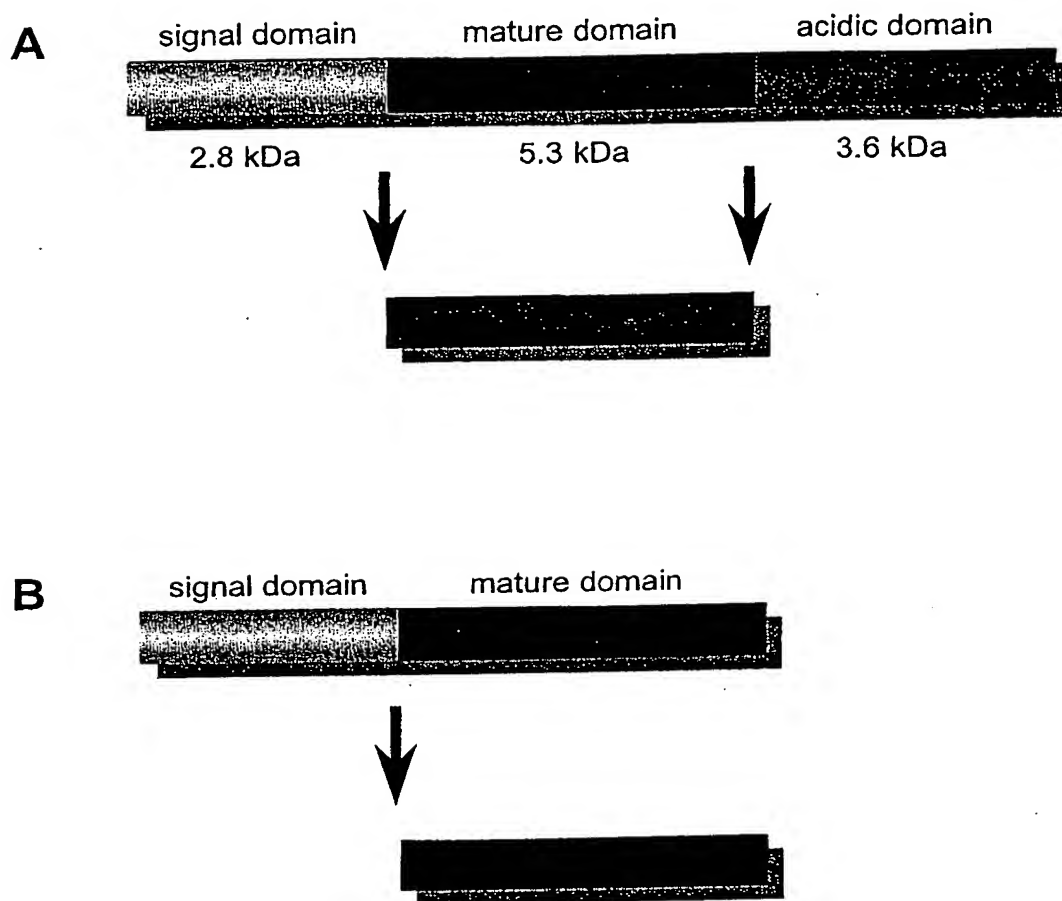 A
signal domain mature domain acidic domain
2.8 kDa 5.3 kDa 3.6 kDa
B
signal domain mature domain